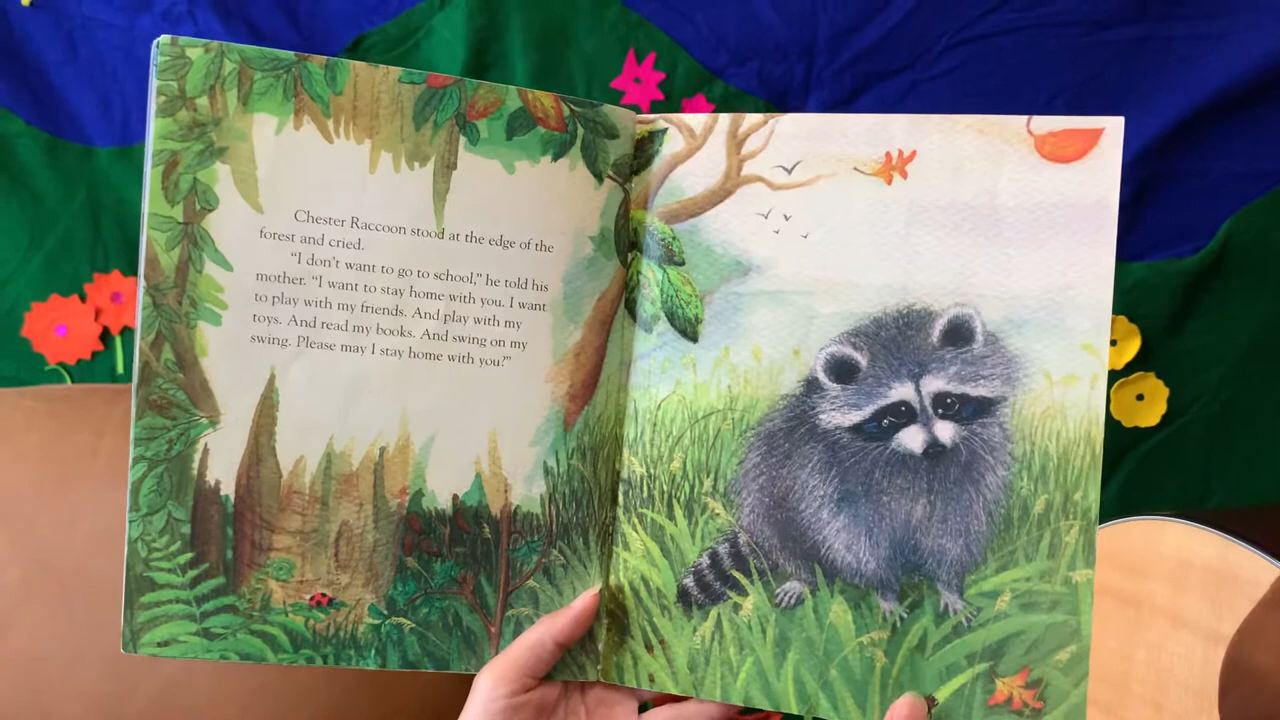 Chester Raccoon stood at the edge of the
forest and cried.
“I don’t want to go to school,” he told his
mother. “I want to stay home with you. I want
to play with my friends. And play with my
toys. And read my books. And swing on my
swing. Please may I stay home with you?”